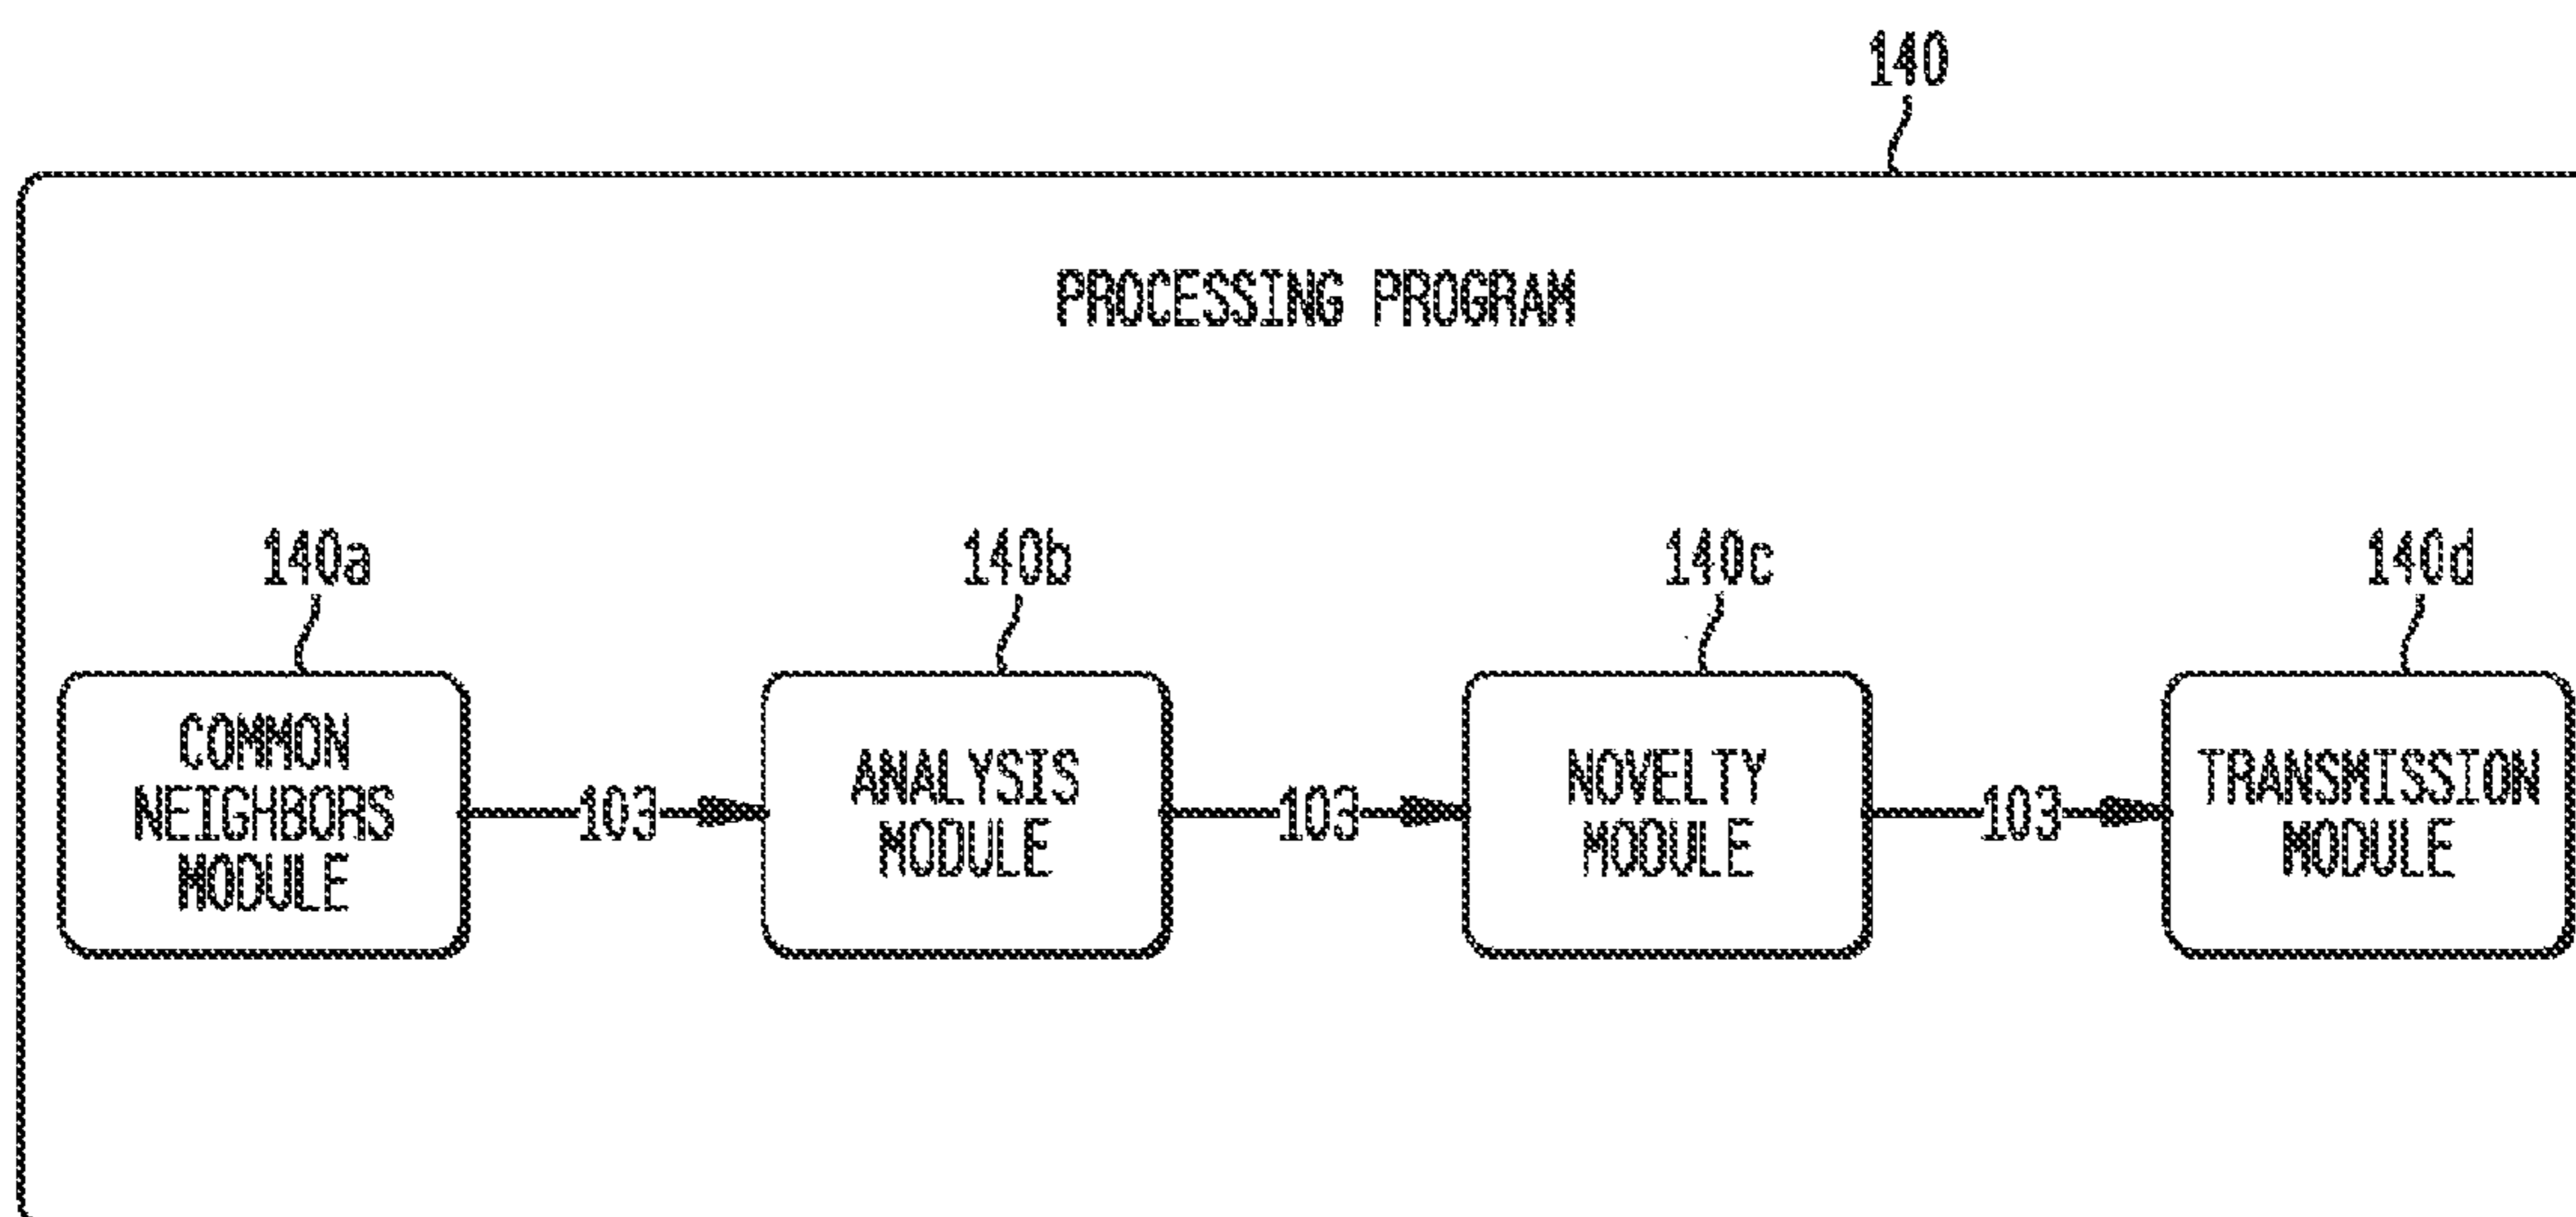 140
PROCESSING PROGRAM
140a
140b
140c
140d
COMMON
NEIGHBORS
MODULE
103
ANALYSIS
MODULE
103
NOVELTY
MODULE
103
TRANSMISSION
MODULE